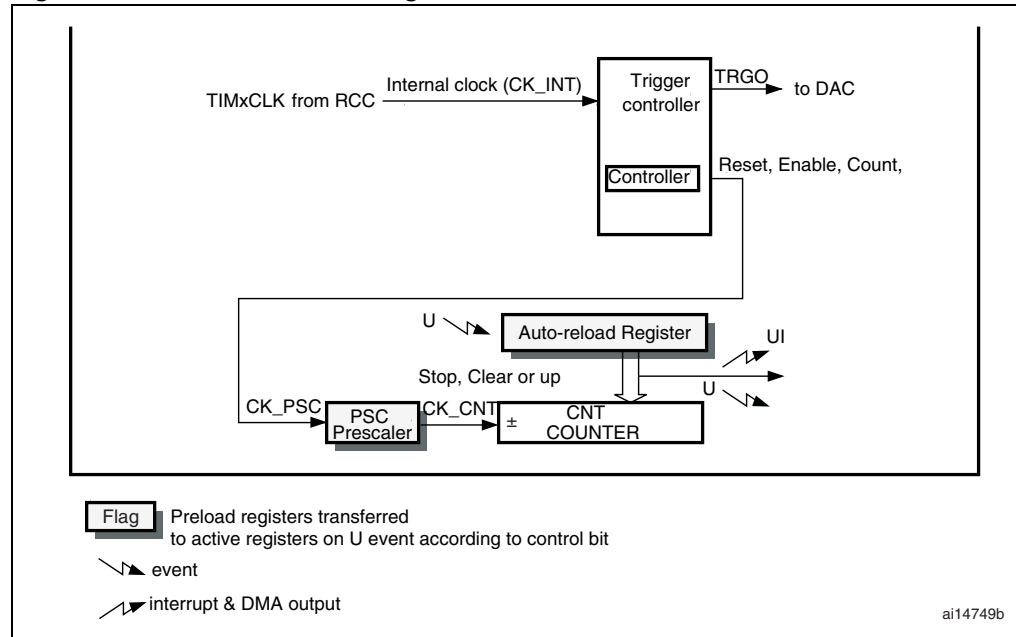 TIMxCLK from RCC
Internal clock (CK_INT)
Trigger
controller
TRGO
to DAC
Controller
Reset, Enable, Count,
U
Auto-reload Register
UI
Stop, Clear or up
U
CK_PSC
PSC
Prescaler
CK_CNT
±
CNT
COUNTER
Flag
Preload registers transferred
to active registers on U event according to control bit
event
interrupt & DMA output
ai14749b